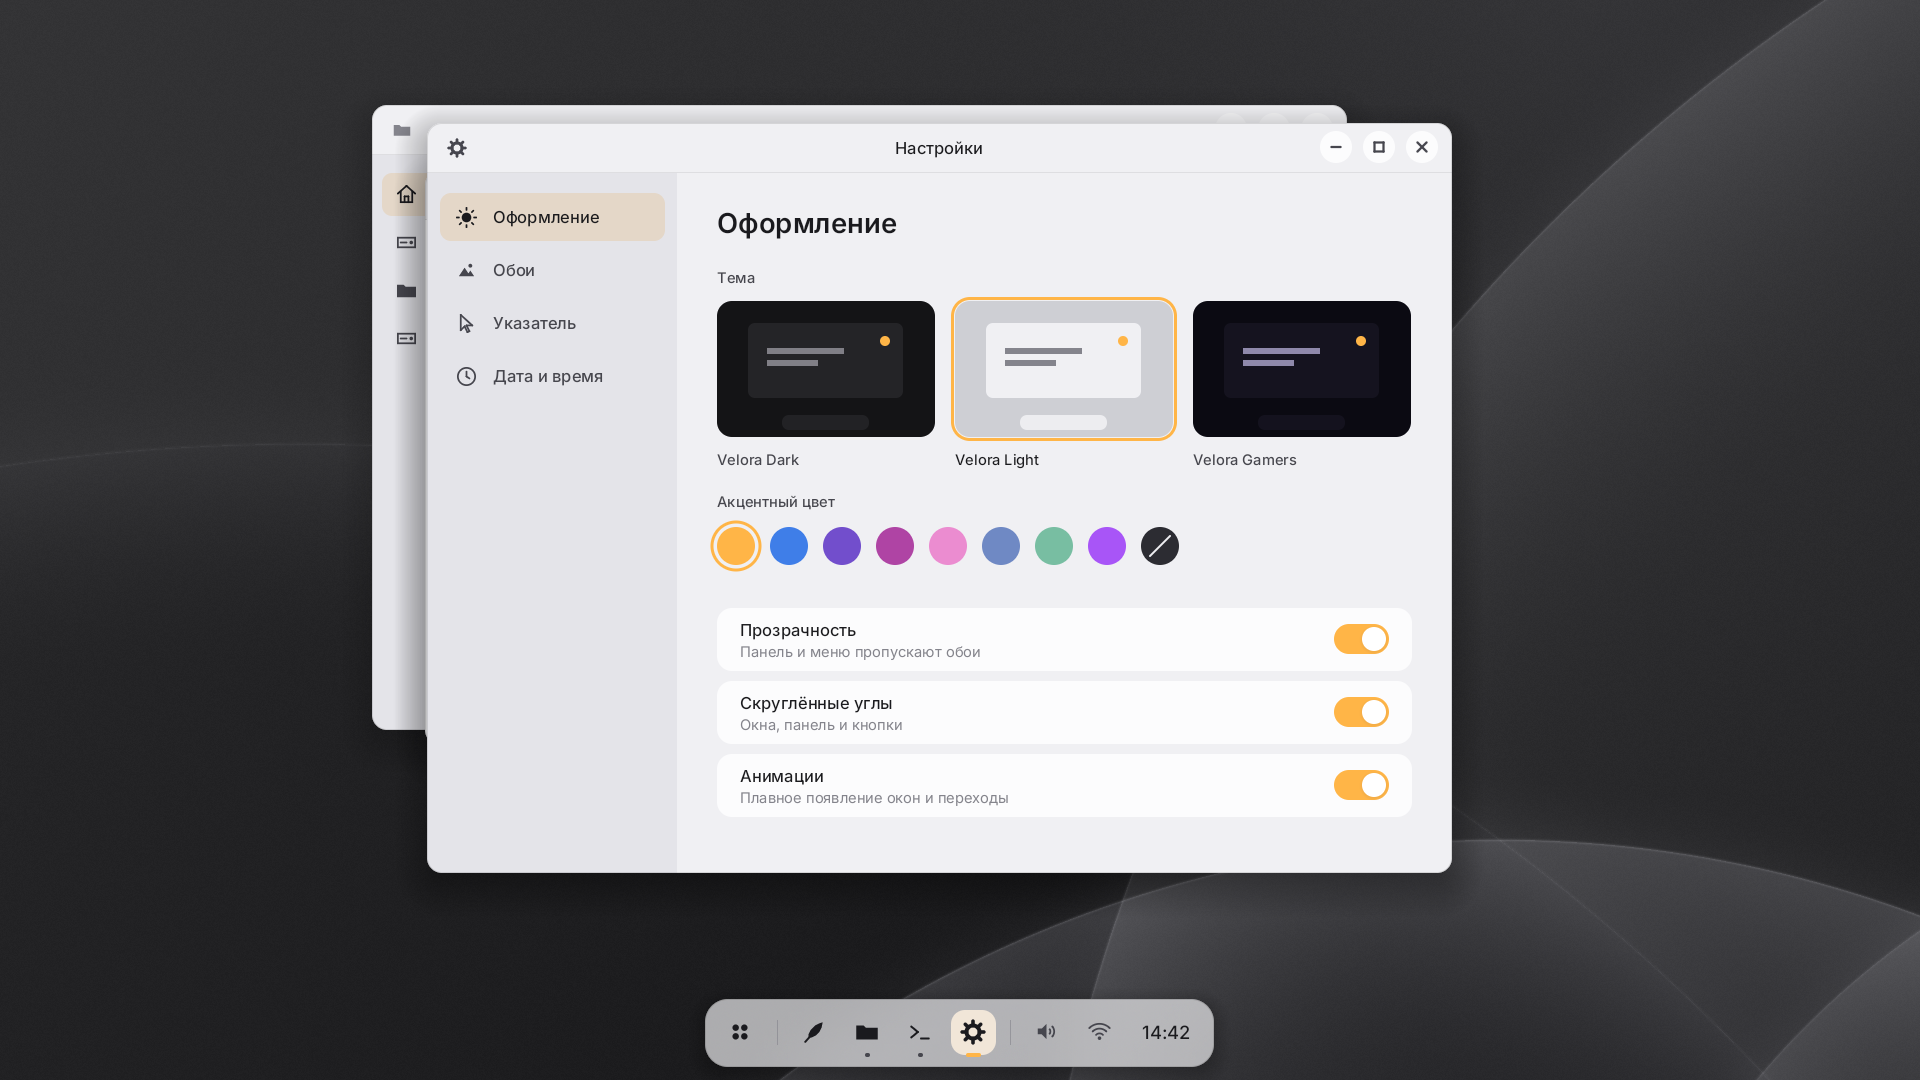 Настройки
Оформление
Обои
Указатель
Дата и время
Оформление
Тема
Velora Dark
Velora Light
Velora Gamers
Акцентный цвет
Прозрачность
Панель и меню пропускают обои
Скруглённые углы
Окна, панель и кнопки
Анимации
Плавное появление окон и переходы
14:42